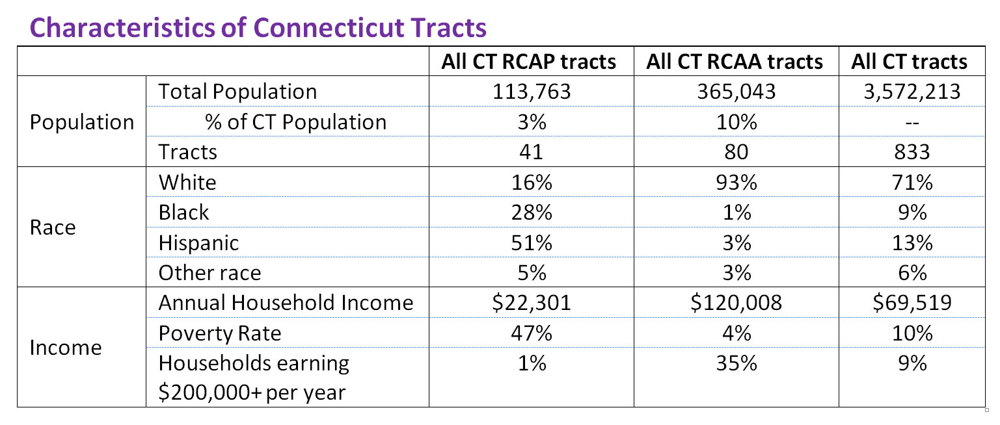 Characteristics of Connecticut Tracts
All CT RCAP tracts All CT RCAA tracts All CT tracts
Population
Total Population 113,763 365,043 3,572,213
% of CT Population 3% 10% --
Tracts 41 80 833
Race
White 16% 93% 71%
Black 28% 1% 9%
Hispanic 51% 3% 13%
Other race 5% 3% 6%
Income
Annual Household Income $22,301 $120,008 $69,519
Poverty Rate 47% 4% 10%
Households earning 1% 35% 9%
$200,000+ per year